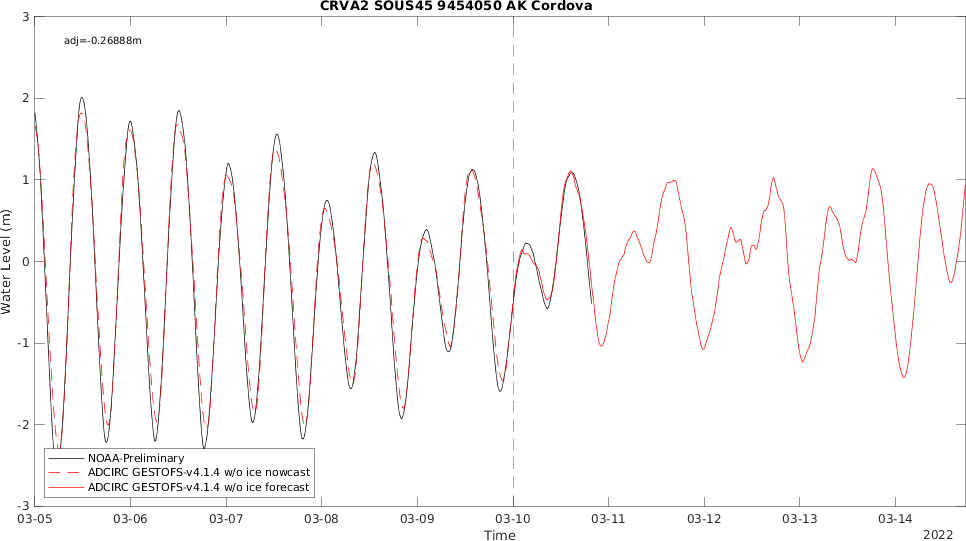 CRVA2 SOUS45 9454050 AK Cordova
adj=-0.26888m
3
2
1
0
-1
-2
-3
Water Level (m)
NOAA-Preliminary
ADCIRC GESTOFS-v4.1.4 w/o ice nowcast
ADCIRC GESTOFS-v4.1.4 w/o ice forecast
03-05 03-06 03-07 03-08 03-09 03-10 03-11 03-12 03-13 03-14
Time
2022